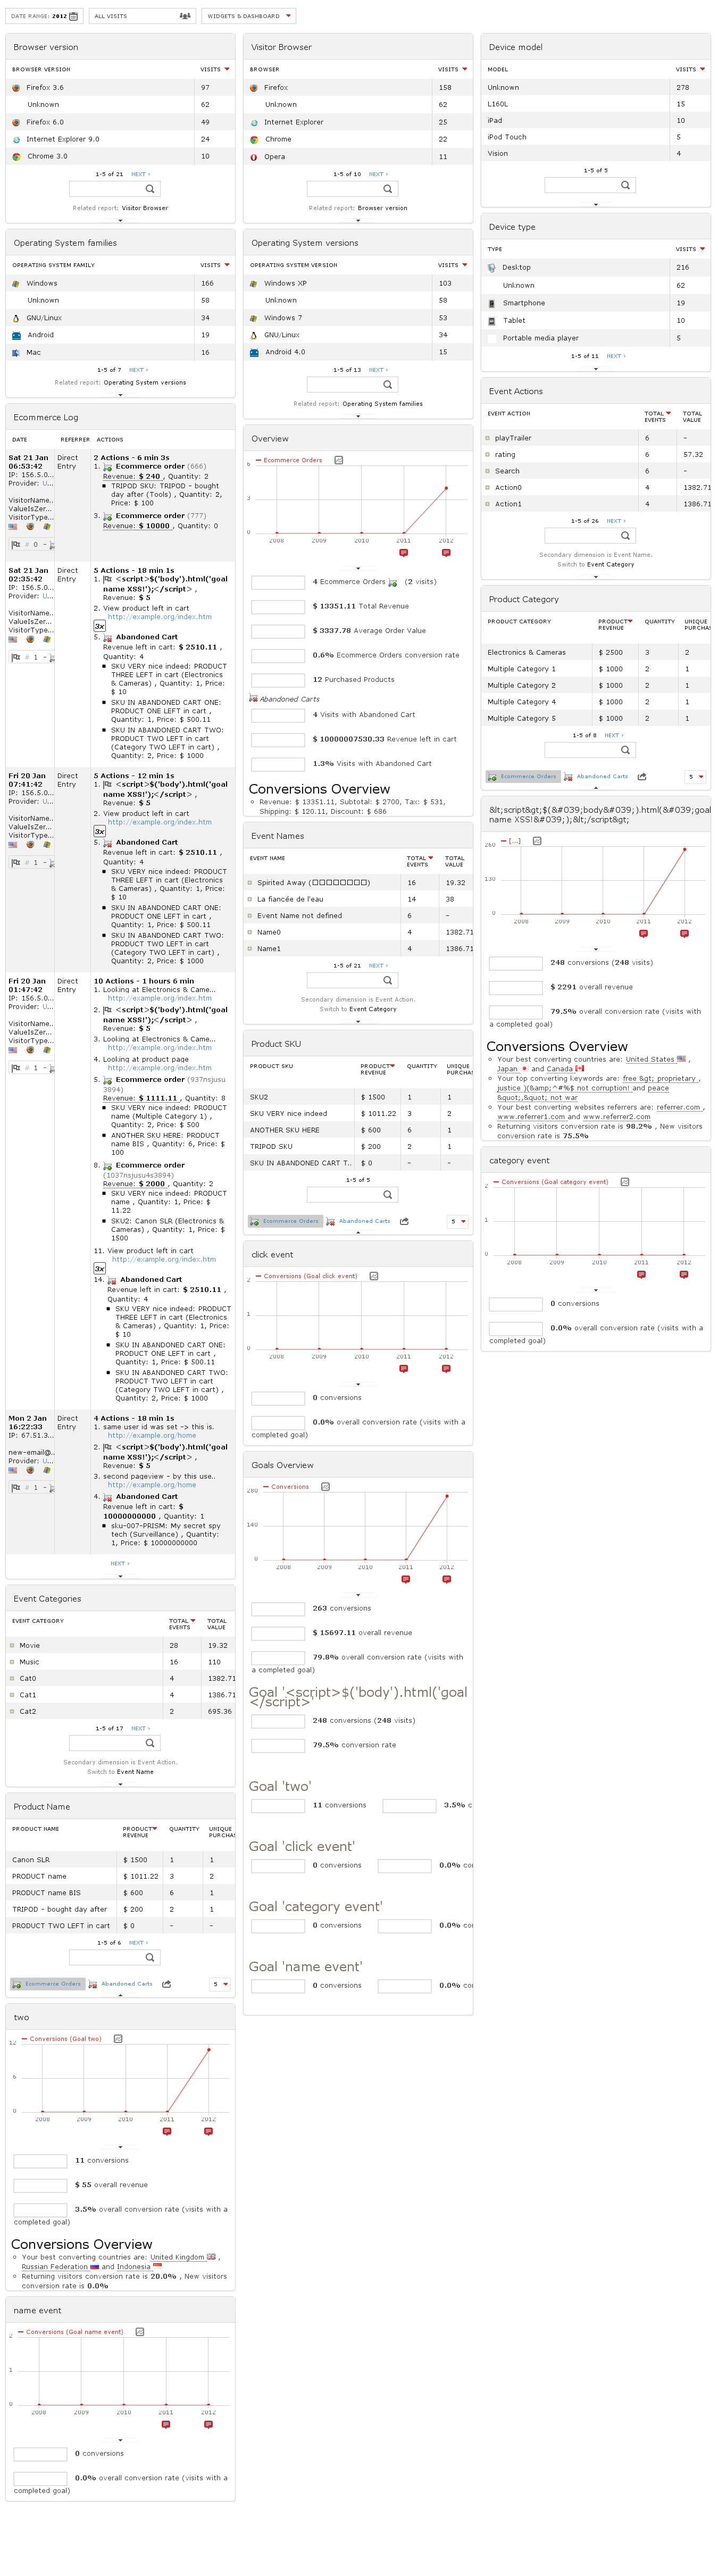 DATE RANGE: 2012
ALL VISITS
WIDGETS & DASHBOARD
Browser version
BROWSER VERSION VISITS
Firefox 3.6 97
Unknown 62
Firefox 6.0 49
Internet Explorer 9.0 24
Chrome 3.0 10
1-5 of 21 NEXT ›
Related report: Visitor Browser
Operating System families
OPERATING SYSTEM FAMILY VISITS
Windows 166
Unknown 58
GNU/Linux 34
Android 19
Mac 16
1-5 of 7 NEXT ›
Related report: Operating System versions
Ecommerce Log
DATE REFERRER ACTIONS
Sat 21 Jan
06:53:42
IP: 156.5.0...
Provider: U...
VisitorName..
ValueIsZer...
VisitorType...
# 0 -
Direct
Entry
2 Actions - 6 min 3s
1. Ecommerce order (666)
Revenue: $ 240 , Quantity: 2
TRIPOD SKU: TRIPOD - bought
day after (Tools) , Quantity: 2,
Price: $ 100
3. Ecommerce order (777)
Revenue: $ 10000 , Quantity: 0
Sat 21 Jan
02:35:42
IP: 156.5.0...
Provider: U...
VisitorName..
ValueIsZer...
VisitorType...
# 1 -
Direct
Entry
5 Actions - 18 min 1s
1. <script>$('body').html('goal
name XSS!');</script> ,
Revenue: $ 5
2. View product left in cart
http://example.org/index.htm
3x
5. Abandoned Cart
Revenue left in cart: $ 2510.11 ,
Quantity: 4
SKU VERY nice indeed: PRODUCT
THREE LEFT in cart (Electronics
& Cameras) , Quantity: 1, Price:
$ 10
SKU IN ABANDONED CART ONE:
PRODUCT ONE LEFT in cart ,
Quantity: 1, Price: $ 500.11
SKU IN ABANDONED CART TWO:
PRODUCT TWO LEFT in cart
(Category TWO LEFT in cart) ,
Quantity: 2, Price: $ 1000
Fri 20 Jan
07:41:42
IP: 156.5.0...
Provider: U...
VisitorName..
ValueIsZer...
VisitorType...
# 1 -
Direct
Entry
5 Actions - 12 min 1s
1. <script>$('body').html('goal
name XSS!');</script> ,
Revenue: $ 5
2. View product left in cart
http://example.org/index.htm
3x
5. Abandoned Cart
Revenue left in cart: $ 2510.11 ,
Quantity: 4
SKU VERY nice indeed: PRODUCT
THREE LEFT in cart (Electronics
& Cameras) , Quantity: 1, Price:
$ 10
SKU IN ABANDONED CART ONE:
PRODUCT ONE LEFT in cart ,
Quantity: 1, Price: $ 500.11
SKU IN ABANDONED CART TWO:
PRODUCT TWO LEFT in cart
(Category TWO LEFT in cart) ,
Quantity: 2, Price: $ 1000
Fri 20 Jan
01:47:42
IP: 156.5.0...
Provider: U...
VisitorName..
ValueIsZer...
VisitorType...
# 1 -
Direct
Entry
10 Actions - 1 hours 6 min
1. Looking at Electronics & Came...
http://example.org/index.htm
2. <script>$('body').html('goal
name XSS!');</script> ,
Revenue: $ 5
3. Looking at Electronics & Came...
http://example.org/index.htm
4. Looking at product page
http://example.org/index.htm
5. Ecommerce order (937nsjusu
3894)
Revenue: $ 1111.11 , Quantity: 8
SKU VERY nice indeed: PRODUCT
name (Multiple Category 1) ,
Quantity: 2, Price: $ 500
ANOTHER SKU HERE: PRODUCT
name BIS , Quantity: 6, Price: $
100
8. Ecommerce order
(1037nsjusu4s3894)
Revenue: $ 2000 , Quantity: 2
SKU VERY nice indeed: PRODUCT
name , Quantity: 1, Price: $
11.22
SKU2: Canon SLR (Electronics &
Cameras) , Quantity: 1, Price: $
1500
11. View product left in cart
http://example.org/index.htm
3x
14. Abandoned Cart
Revenue left in cart: $ 2510.11 ,
Quantity: 4
SKU VERY nice indeed: PRODUCT
THREE LEFT in cart (Electronics
& Cameras) , Quantity: 1, Price:
$ 10
SKU IN ABANDONED CART ONE:
PRODUCT ONE LEFT in cart ,
Quantity: 1, Price: $ 500.11
SKU IN ABANDONED CART TWO:
PRODUCT TWO LEFT in cart
(Category TWO LEFT in cart) ,
Quantity: 2, Price: $ 1000
Mon 2 Jan
16:22:33
IP: 67.51.3...
Provider: U...
new-email@..
# 1 -
Direct
Entry
4 Actions - 18 min 1s
1. same user id was set -> this is.
http://example.org/home
2. <script>$('body').html('goal
name XSS!');</script> ,
Revenue: $ 5
3. second pageview - by this use..
http://example.org/home
4. Abandoned Cart
Revenue left in cart: $
10000000000 , Quantity: 1
sku-007-PRISM: My secret spy
tech (Surveillance) , Quantity:
1, Price: $ 10000000000
NEXT ›
Event Categories
EVENT CATEGORY TOTAL EVENTS TOTAL VALUE
Movie 28 19.32
Music 16 110
Cat0 4 1382.71
Cat1 4 1386.71
Cat2 2 695.36
1-5 of 17 NEXT ›
Secondary dimension is Event Action.
Switch to Event Name
Product Name
PRODUCT NAME PRODUCT REVENUE QUANTITY UNIQUE PURCHAS
Canon SLR $ 1500 1 1
PRODUCT name $ 1011.22 3 2
PRODUCT name BIS $ 600 6 1
TRIPOD - bought day after $ 200 2 1
PRODUCT TWO LEFT in cart $ 0 - -
1-5 of 6 NEXT ›
Ecommerce Orders Abandoned Carts 5
two
Conversions (Goal two)
12
6
0
2008 2009 2010 2011 2012
11 conversions
$ 55 overall revenue
3.5% overall conversion rate (visits with a
completed goal)
Conversions Overview
Your best converting countries are: United Kingdom ,
Russian Federation and Indonesia
Returning visitors conversion rate is 20.0% , New visitors
conversion rate is 0.0%
name event
Conversions (Goal name event)
2
1
0
2008 2009 2010 2011 2012
0 conversions
0.0% overall conversion rate (visits with a
completed goal)
Visitor Browser
BROWSER VISITS
Firefox 158
Unknown 62
Internet Explorer 25
Chrome 22
Opera 11
1-5 of 10 NEXT ›
Related report: Browser version
Operating System versions
OPERATING SYSTEM VERSION VISITS
Windows XP 103
Unknown 58
Windows 7 53
GNU/Linux 34
Android 4.0 15
1-5 of 13 NEXT ›
Related report: Operating System families
Overview
Ecommerce Orders
6
3
0
2008 2009 2010 2011 2012
4 Ecommerce Orders (2 visits)
$ 13351.11 Total Revenue
$ 3337.78 Average Order Value
0.6% Ecommerce Orders conversion rate
12 Purchased Products
Abandoned Carts
4 Visits with Abandoned Cart
$ 10000007530.33 Revenue left in cart
1.3% Visits with Abandoned Cart
Conversions Overview
Revenue: $ 13351.11, Subtotal: $ 2700, Tax: $ 531,
Shipping: $ 120.11, Discount: $ 686
Event Names
EVENT NAME TOTAL EVENTS TOTAL VALUE
Spirited Away (□□□□□□□□) 16 19.32
La fiancée de l'eau 14 38
Event Name not defined 6 -
Name0 4 1382.71
Name1 4 1386.71
1-5 of 21 NEXT ›
Secondary dimension is Event Action.
Switch to Event Category
Product SKU
PRODUCT SKU PRODUCT REVENUE QUANTITY UNIQUE PURCHAS
SKU2 $ 1500 1 1
SKU VERY nice indeed $ 1011.22 3 2
ANOTHER SKU HERE $ 600 6 1
TRIPOD SKU $ 200 2 1
SKU IN ABANDONED CART T.. $ 0 - -
1-5 of 5
Ecommerce Orders Abandoned Carts 5
click event
Conversions (Goal click event)
2
1
0
2008 2009 2010 2011 2012
0 conversions
0.0% overall conversion rate (visits with a
completed goal)
Goals Overview
Conversions
280
140
0
2008 2009 2010 2011 2012
263 conversions
$ 15697.11 overall revenue
79.8% overall conversion rate (visits with
a completed goal)
Goal '<script>$('body').html('goal
</script>'
248 conversions (248 visits)
79.5% conversion rate
Goal 'two'
11 conversions 3.5% c
Goal 'click event'
0 conversions 0.0% co
Goal 'category event'
0 conversions 0.0% co
Goal 'name event'
0 conversions 0.0% co
Device model
MODEL VISITS
Unknown 277
L160L 15
iPad 10
iPod Touch 5
Vision 4
1-5 of 5
Device type
TYPE VISITS
Desktop 216
Unknown 62
Smartphone 19
Tablet 10
Portable media player 5
1-5 of 11 NEXT ›
Event Actions
EVENT ACTION TOTAL EVENTS TOTAL VALUE
playTrailer 6 -
rating 6 57.32
Search 6 -
Action0 4 1382.71
Action1 4 1386.71
1-5 of 26 NEXT ›
Secondary dimension is Event Name.
Switch to Event Category
Product Category
PRODUCT CATEGORY PRODUCT REVENUE QUANTITY UNIQUE PURCHAS
Electronics & Cameras $ 2500 3 2
Multiple Category 1 $ 1000 2 1
Multiple Category 2 $ 1000 2 1
Multiple Category 4 $ 1000 2 1
Multiple Category 5 $ 1000 2 1
1-5 of 8 NEXT ›
Ecommerce Orders Abandoned Carts 5
&lt;script&gt;$(&#039;body&#039;).html(&#039;goal
name XSS!&#039;);&lt;/script&gt;
[...]
260
130
0
2008 2009 2010 2011 2012
248 conversions (248 visits)
$ 2291 overall revenue
79.5% overall conversion rate (visits with
a completed goal)
Conversions Overview
Your best converting countries are: United States ,
Japan and Canada
Your top converting keywords are: free &gt; proprietary ,
justice )(&amp;^#%$ not corruption! and peace
&quot;,&quot; not war
Your best converting websites referrers are: referrer.com ,
www.referrer1.com and www.referrer2.com
Returning visitors conversion rate is 98.2% , New visitors
conversion rate is 75.5%
category event
Conversions (Goal category event)
2
1
0
2008 2009 2010 2011 2012
0 conversions
0.0% overall conversion rate (visits with a
completed goal)